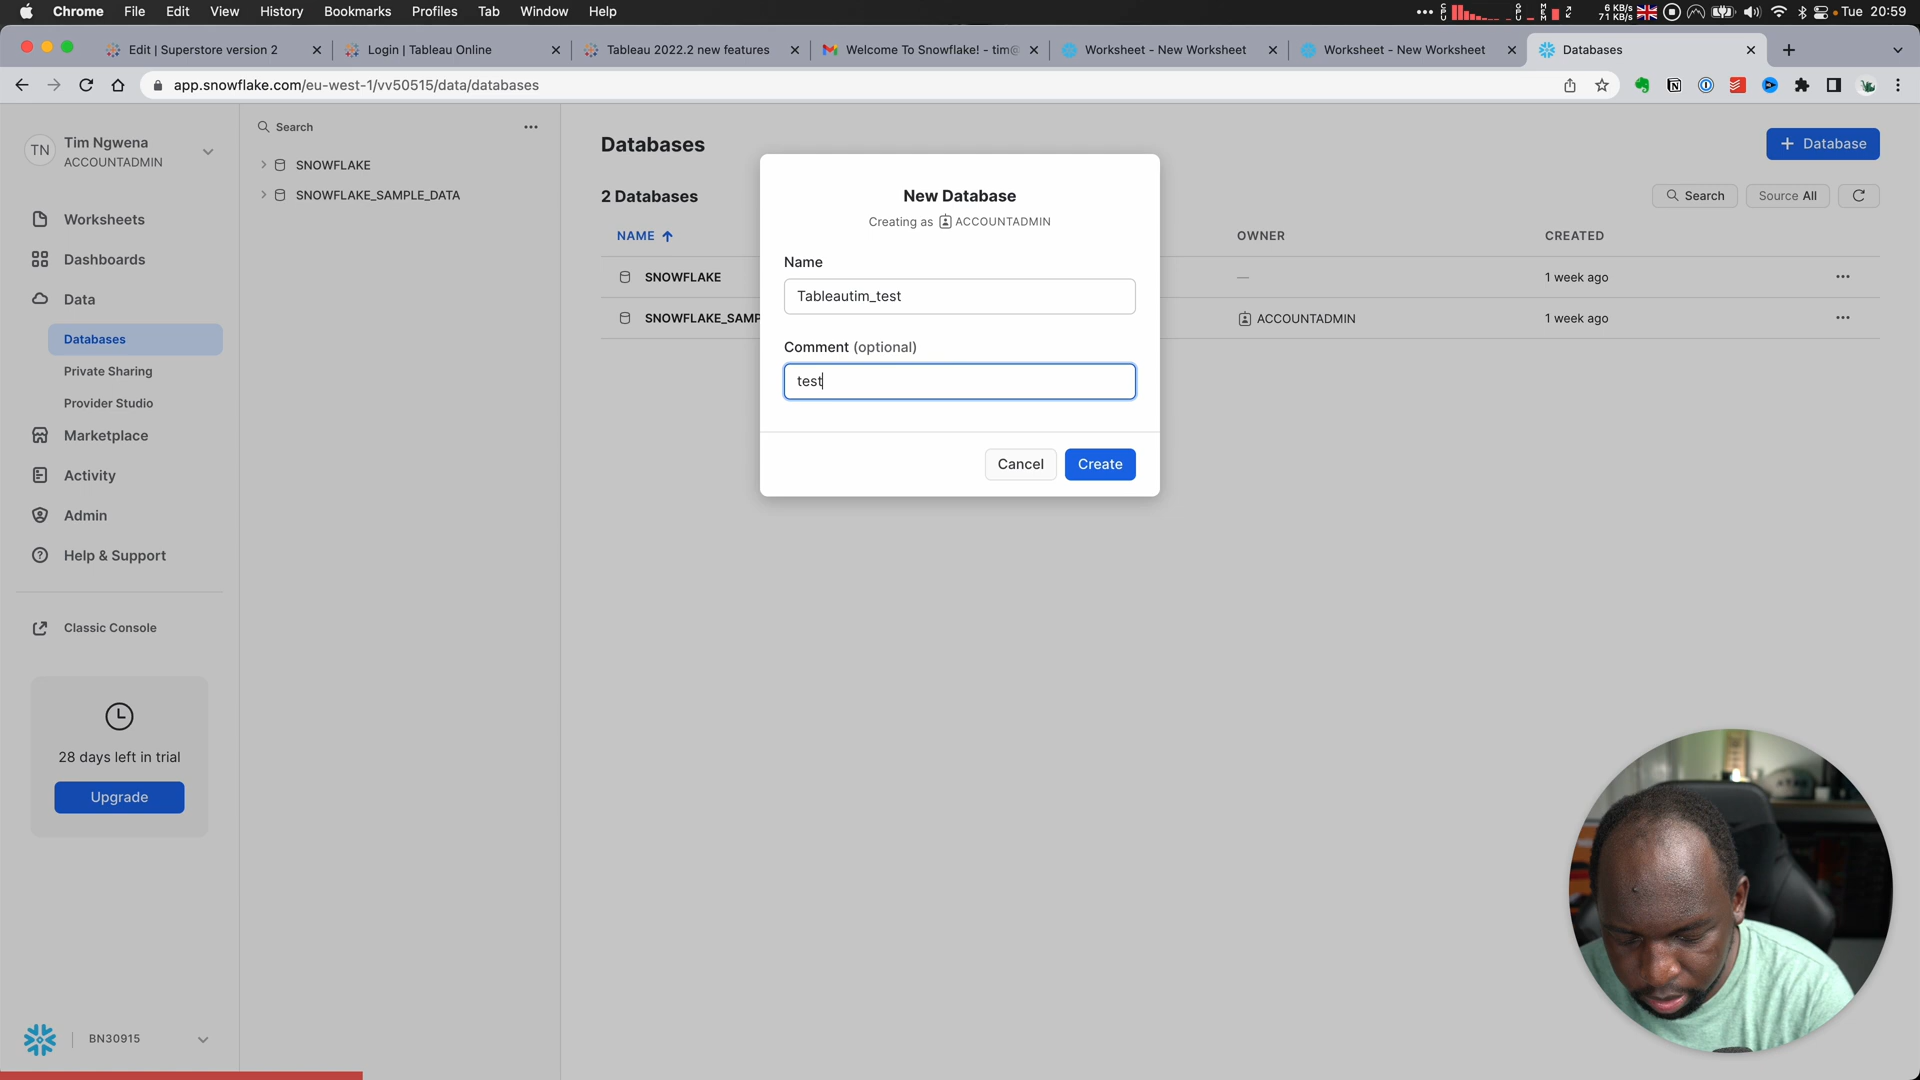 Chrome File Edit View History Bookmarks Profiles Tab Window Help
6 KB/s
71 KB/s
Tue 20:59
Edit | Superstore version 2
Login | Tableau Online
Tableau 2022.2 new features
Welcome To Snowflake! - tim@
Worksheet - New Worksheet
Worksheet - New Worksheet
Databases
app.snowflake.com/eu-west-1/vv50515/data/databases
TN
Tim Ngwena
ACCOUNTADMIN
Worksheets
Dashboards
Data
Databases
Private Sharing
Provider Studio
Marketplace
Activity
Admin
Help & Support
Classic Console
28 days left in trial
Upgrade
BN30915
Search
SNOWFLAKE
SNOWFLAKE_SAMPLE_DATA
Databases
+ Database
2 Databases
Search
Source All
NAME
OWNER
CREATED
SNOWFLAKE
—
1 week ago
SNOWFLAKE_SAMP
ACCOUNTADMIN
1 week ago
New Database
Creating as ACCOUNTADMIN
Name
Tableautim_test
Comment (optional)
test
Cancel
Create